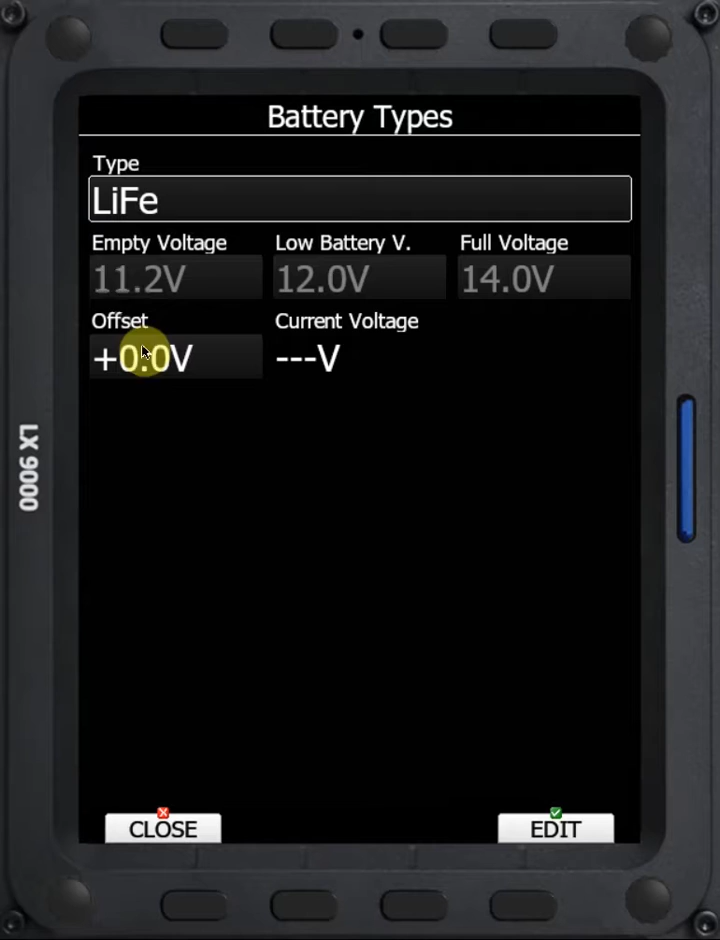 Battery Types
Type
LiFe
Empty Voltage Low Battery V. Full Voltage
11.2V 12.0V 14.0V
Offset Current Voltage
+0.0V ---V
LX 9000
CLOSE EDIT